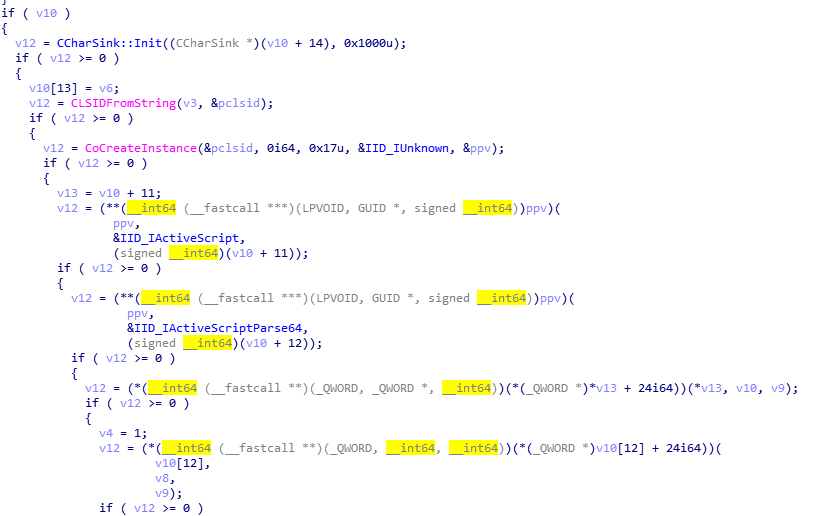 if ( v10 )
{
v12 = CCharSink::Init((CCharSink *)(v10 + 14), 0x1000u);
if ( v12 >= 0 )
{
v10[13] = v6;
v12 = CLSIDFromString(v3, &pclsid);
if ( v12 >= 0 )
{
v12 = CoCreateInstance(&pclsid, 0i64, 0x17u, &IID_IUnknown, &ppv);
if ( v12 >= 0 )
{
v13 = v10 + 11;
v12 = (**(__int64 (__fastcall ***)(LPVOID, GUID *, signed __int64))ppv)(
ppv,
&IID_IActiveScript,
(signed __int64)(v10 + 11));
if ( v12 >= 0 )
{
v12 = (**(__int64 (__fastcall ***)(LPVOID, GUID *, signed __int64))ppv)(
ppv,
&IID_IActiveScriptParse64,
(signed __int64)(v10 + 12));
if ( v12 >= 0 )
{
v12 = (*(__int64 (__fastcall **)(_QWORD, _QWORD *, __int64))(*(_QWORD *)*v13 + 24i64))(*v13, v10, v9);
if ( v12 >= 0 )
{
v4 = 1;
v12 = (*(__int64 (__fastcall **)(_QWORD, __int64, __int64))(*(_QWORD *)v10[12] + 24i64))(
v10[12],
v8,
v9);
if ( v12 >= 0 )